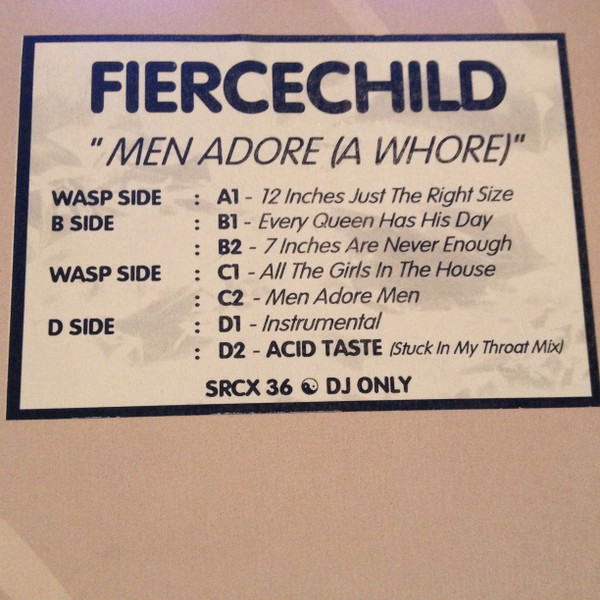 FIERCECHILD
"MEN ADORE (A WHORE)"
WASP SIDE : A1 - 12 Inches Just The Right Size
B SIDE : B1 - Every Queen Has His Day
: B2 - 7 Inches Are Never Enough
WASP SIDE : C1 - All The Girls In The House
: C2 - Men Adore Men
D SIDE : D1 - Instrumental
: D2 - ACID TASTE (Stuck In My Throat Mix)
SRCX 36 ☯ DJ ONLY